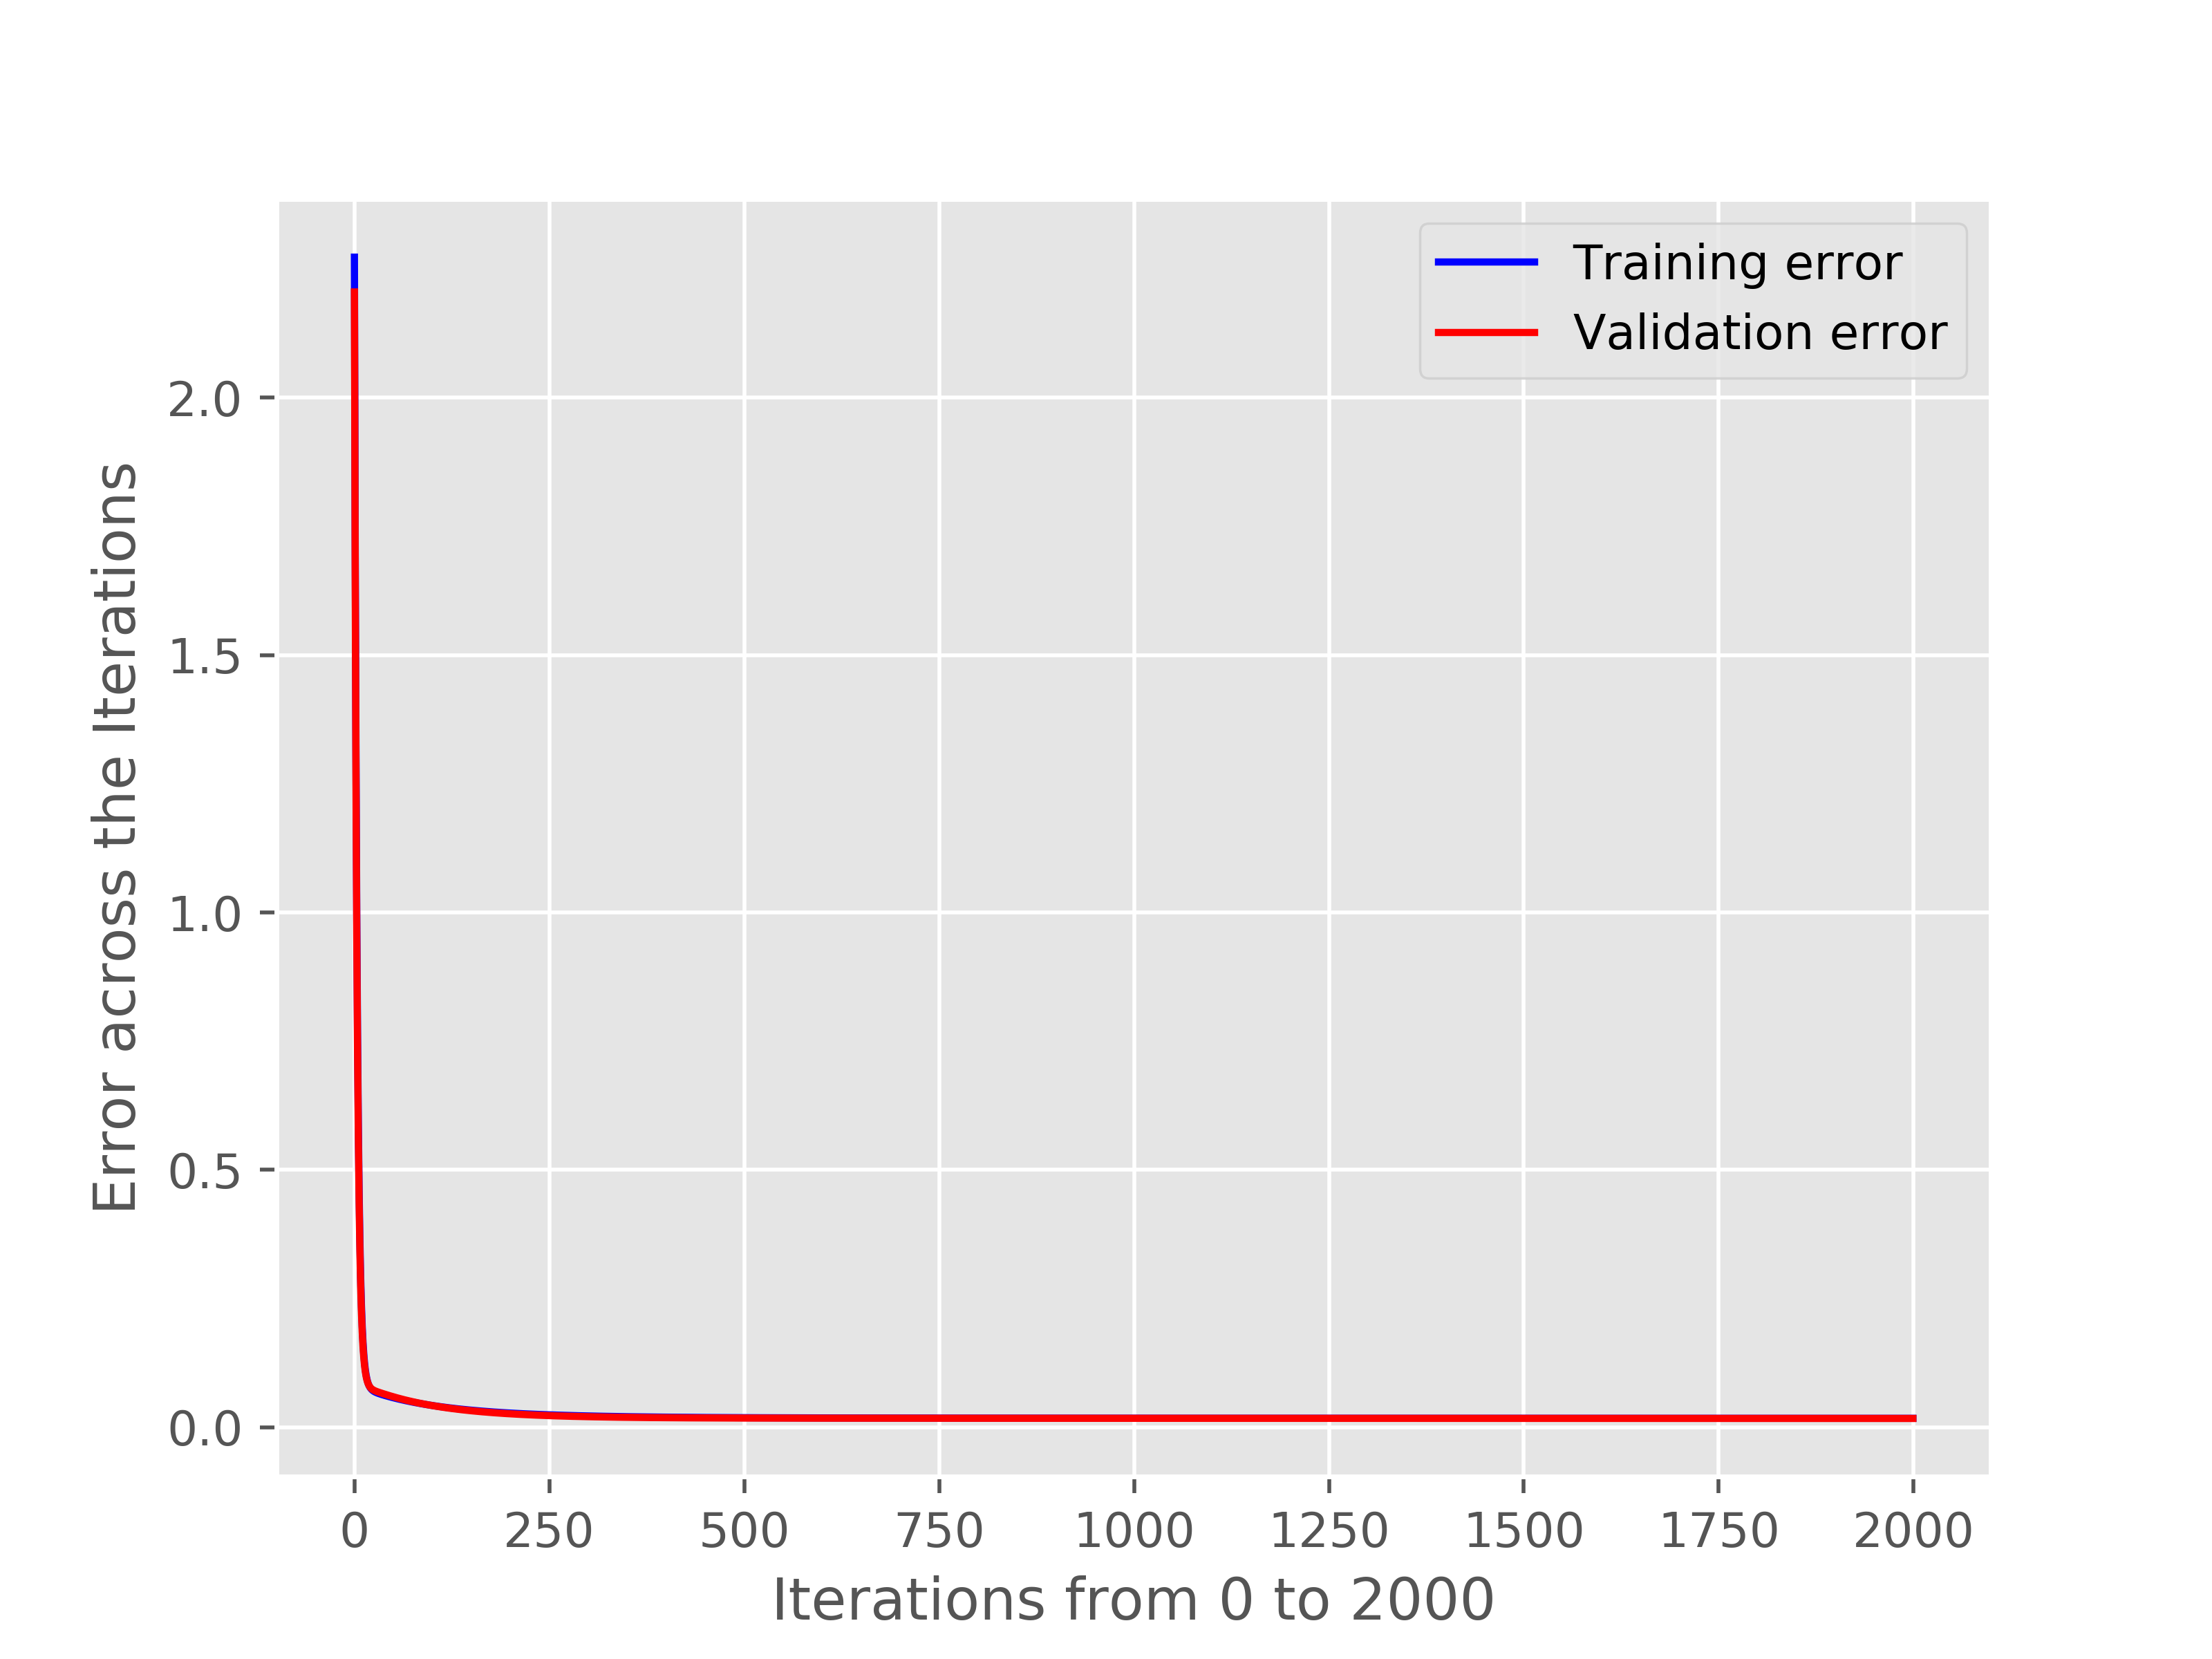 Training error
Validation error
2.0
1.5
1.0
0.5
0.0
Error across the Iterations
0 250 500 750 1000 1250 1500 1750 2000
Iterations from 0 to 2000